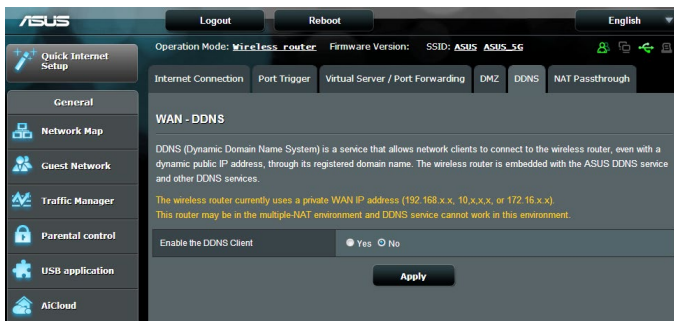 ASUS
Logout
Reboot
English
Quick Internet
Setup
Operation Mode: Wireless router Firmware Version: SSID: ASUS ASUS_5G
Internet Connection
Port Trigger
Virtual Server / Port Forwarding
DMZ
DDNS
NAT Passthrough
General
Network Map
Guest Network
Traffic Manager
Parental control
USB application
AiCloud
WAN - DDNS
DDNS (Dynamic Domain Name System) is a service that allows network clients to connect to the wireless router, even with a
dynamic public IP address, through its registered domain name. The wireless router is embedded with the ASUS DDNS service
and other DDNS services.
The wireless router currently uses a private WAN IP address (192.168.x.x, 10,x,x,x, or 172.16.x.x).
This router may be in the multiple-NAT environment and DDNS service cannot work in this environment.
Enable the DDNS Client
Yes No
Apply